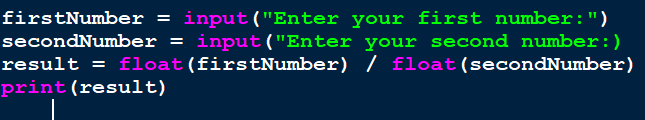 firstNumber = input("Enter your first number:")
secondNumber = input("Enter your second number:)
result = float(firstNumber) / float(secondNumber)
print(result)